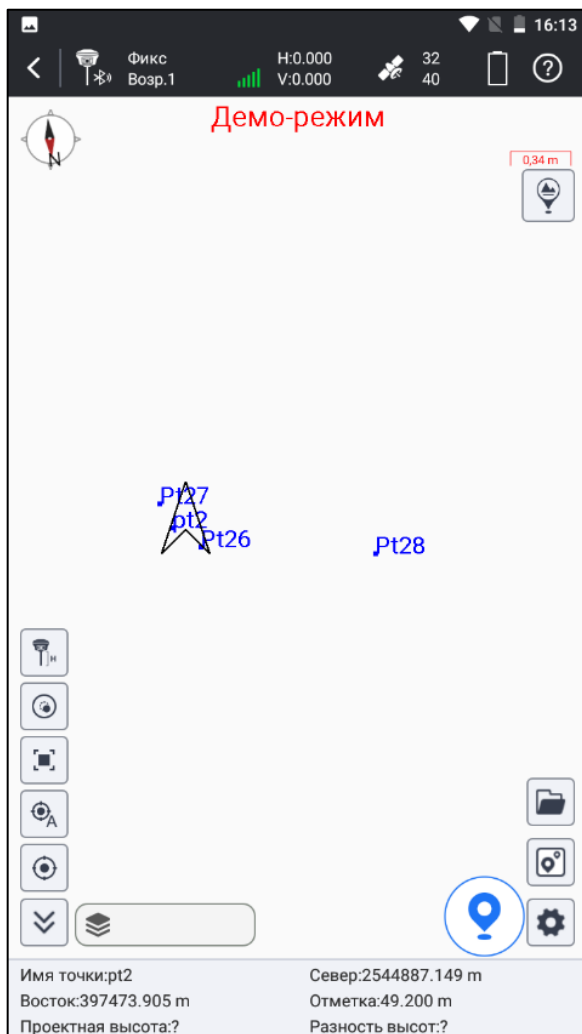 16:13
Фикс H:0.000 32
Возр.1 V:0.000 40
Демо-режим
N
0,34 m
Pt27
pt2
Pt26
Pt28
H
A
Имя точки:pt2 Север:2544887.149 m
Восток:397473.905 m Отметка:49.200 m
Проектная высота:? Разность высот:?